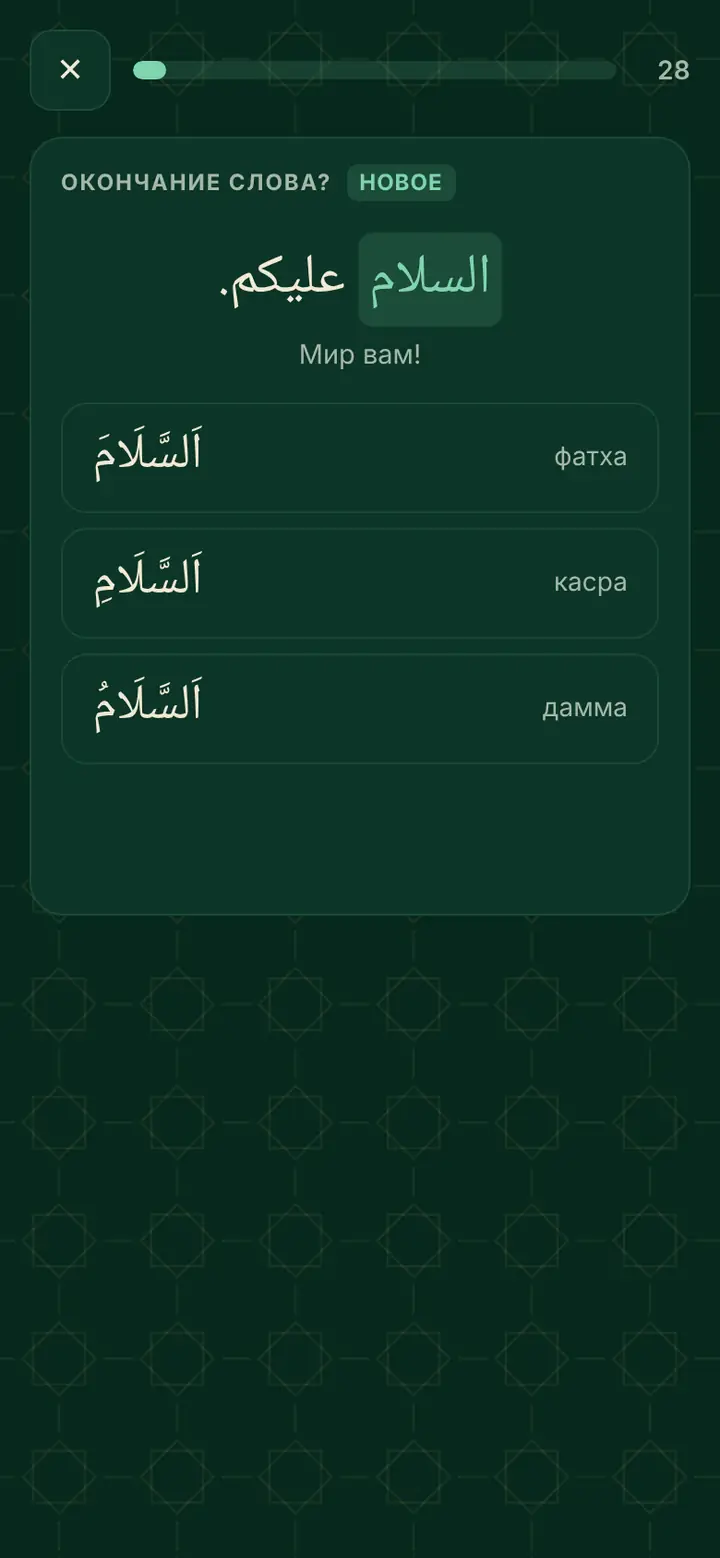 ✕ 28
ОКОНЧАНИЕ СЛОВА? НОВОЕ
السلام عليكم.
Мир вам!
اَلسَّلَامَ фатха
اَلسَّلَامِ касра
اَلسَّلَامُ дамма